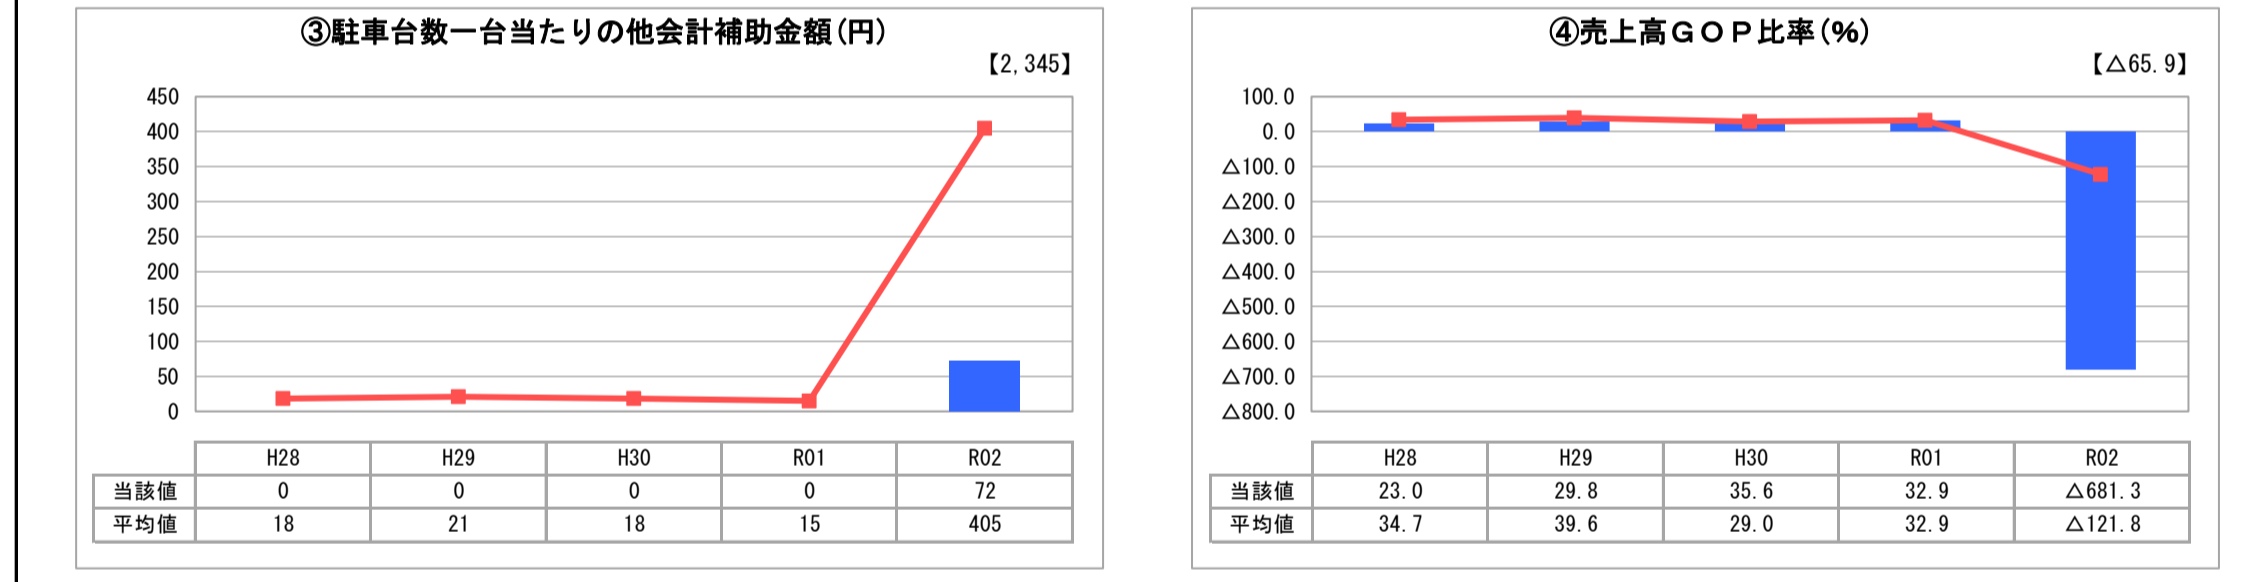 ③駐車台数一台当たりの他会計補助金額(円)
【2,345】
450
400
350
300
250
200
150
100
50
0
H28 H29 H30 R01 R02
当該値 0 0 0 0 72
平均値 18 21 18 15 405
④売上高ＧＯＰ比率(％)
【△65.9】
100.0
0.0
△100.0
△200.0
△300.0
△400.0
△500.0
△600.0
△700.0
△800.0
H28 H29 H30 R01 R02
当該値 23.0 29.8 35.6 32.9 △681.3
平均値 34.7 39.6 29.0 32.9 △121.8